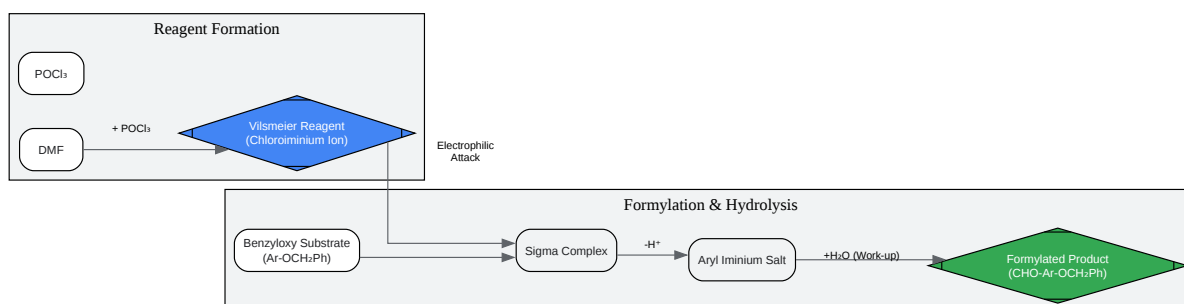 Reagent Formation
POCl₃
DMF
+ POCl₃
Vilsmeier Reagent
(Chloroiminium Ion)
Electrophilic
Attack
Formylation & Hydrolysis
Benzyloxy Substrate
(Ar-OCH₂Ph)
Sigma Complex
-H⁺
Aryl Iminium Salt
+H₂O (Work-up)
Formylated Product
(CHO-Ar-OCH₂Ph)